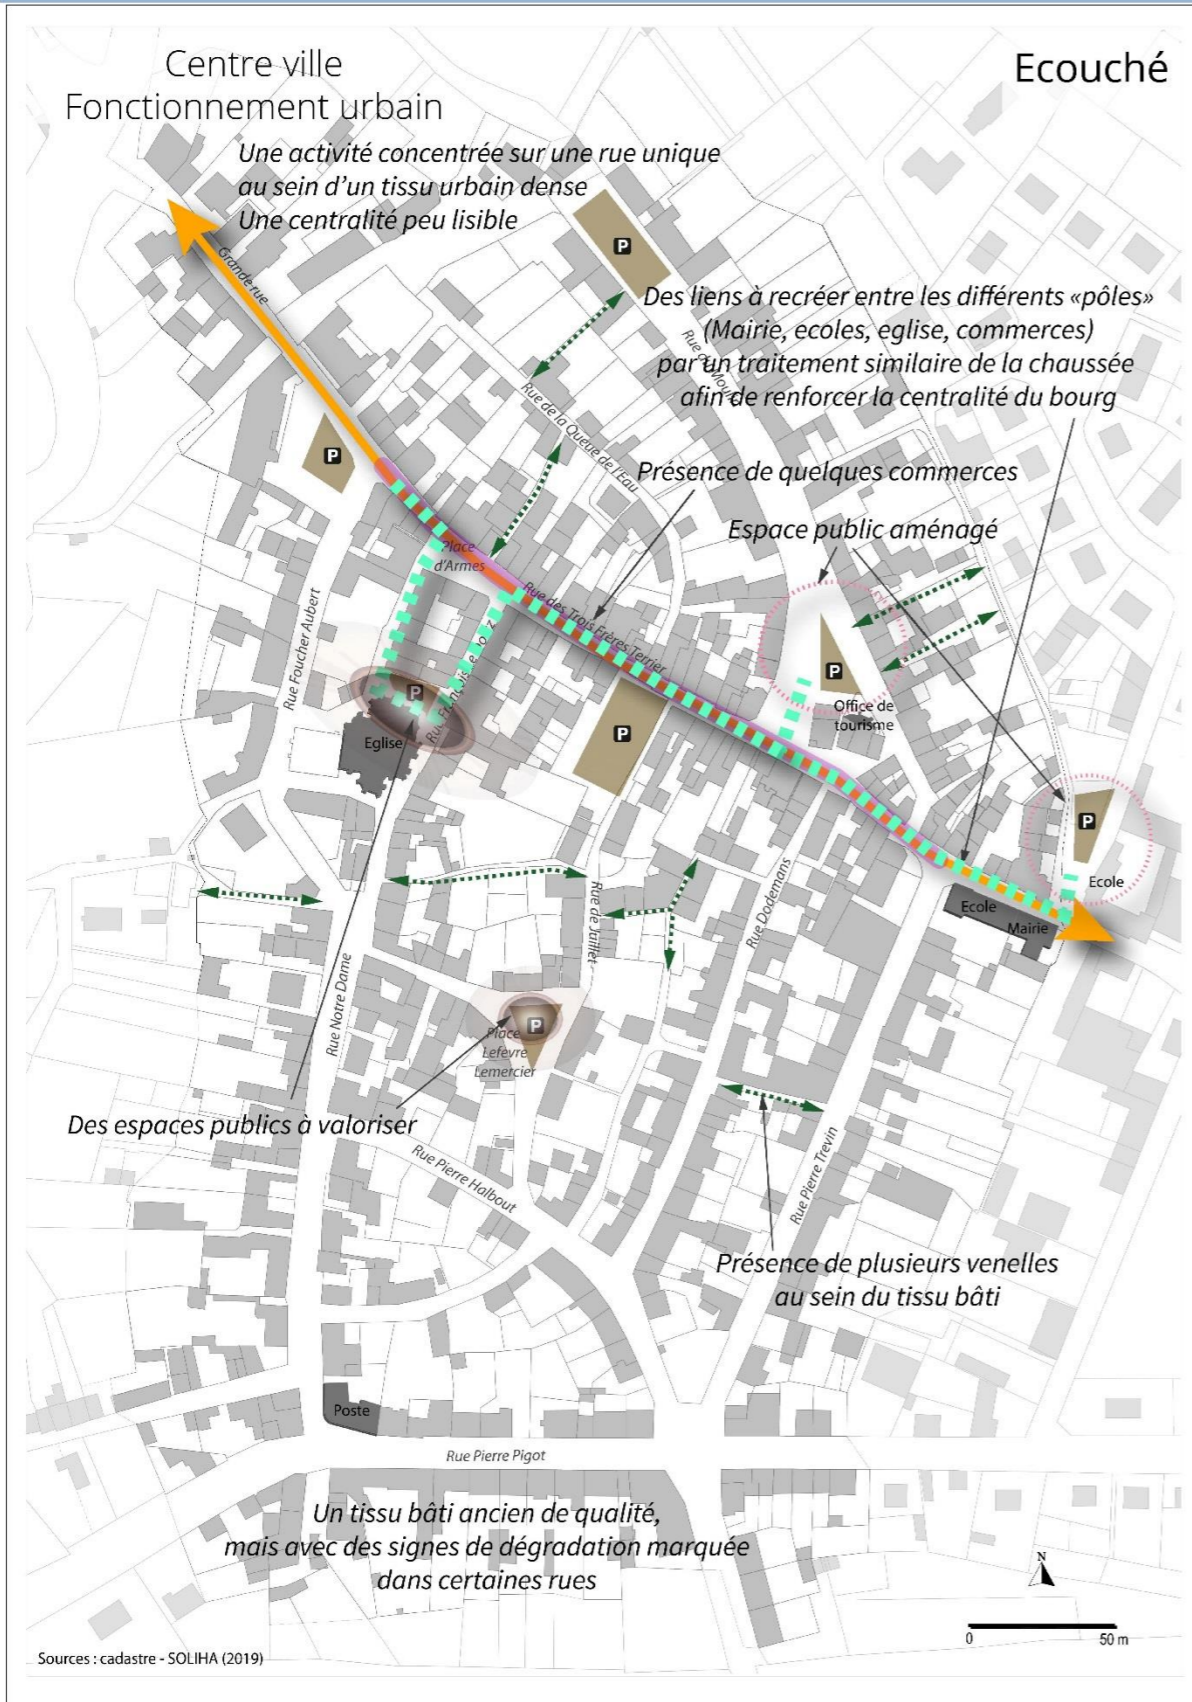 Centre ville
Fonctionnement urbain
Ecouché
Une activité concentrée sur une rue unique
au sein d'un tissu urbain dense
Une centralité peu lisible
P
Grande rue
Des liens à recréer entre les différents «pôles»
(Mairie, ecoles, eglise, commerces)
par un traitement similaire de la chaussée
afin de renforcer la centralité du bourg
Rue de la Queue de l'Eau
P
Présence de quelques commerces
Espace public aménagé
Place
d'Armes
Rue des Trois Frères Terrier
Rue Foucher Aubert
P
P
P
Office de
tourisme
Eglise
P
Ecole
Ecole
Mairie
Rue de Juillet
Rue Dodemans
Rue Notre Dame
P
Place
Lefèvre
Lemercier
Des espaces publics à valoriser
Rue Pierre Halbout
Rue Pierre Trevin
Présence de plusieurs venelles
au sein du tissu bâti
Poste
Rue Pierre Pigot
Un tissu bâti ancien de qualité,
mais avec des signes de dégradation marquée
dans certaines rues
N
0 50 m
Sources : cadastre - SOLIHA (2019)